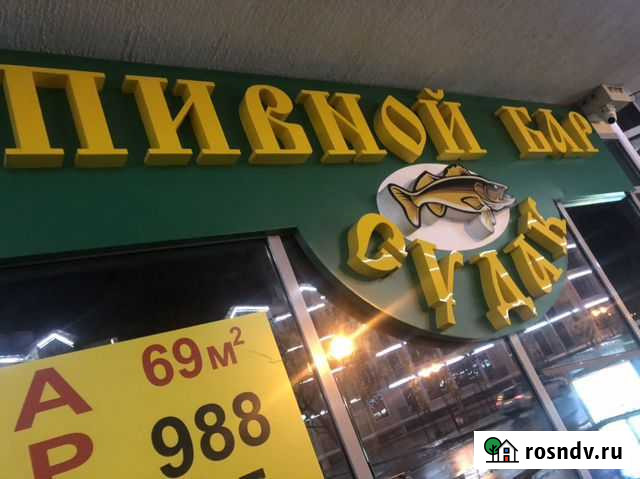 ПИВНОЙ БАР
СУДАК
А 69 м²
Р 988
rosndv.ru